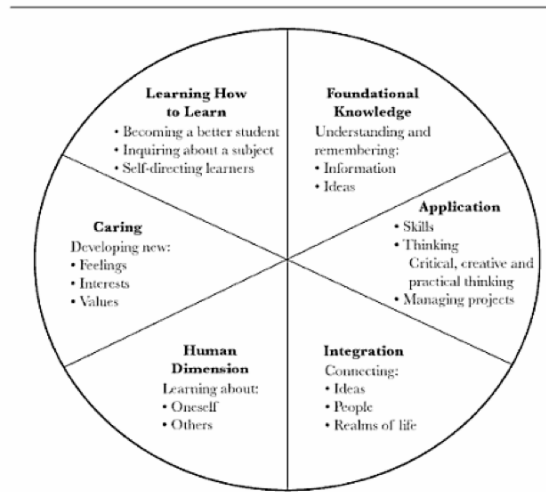 Learning How
to Learn
• Becoming a better student
• Inquiring about a subject
• Self-directing learners
Foundational
Knowledge
Understanding and
remembering:
• Information
• Ideas
Application
• Skills
• Thinking
Critical, creative and
practical thinking
• Managing projects
Integration
Connecting:
• Ideas
• People
• Realms of life
Human
Dimension
Learning about:
• Oneself
• Others
Caring
Developing new:
• Feelings
• Interests
• Values